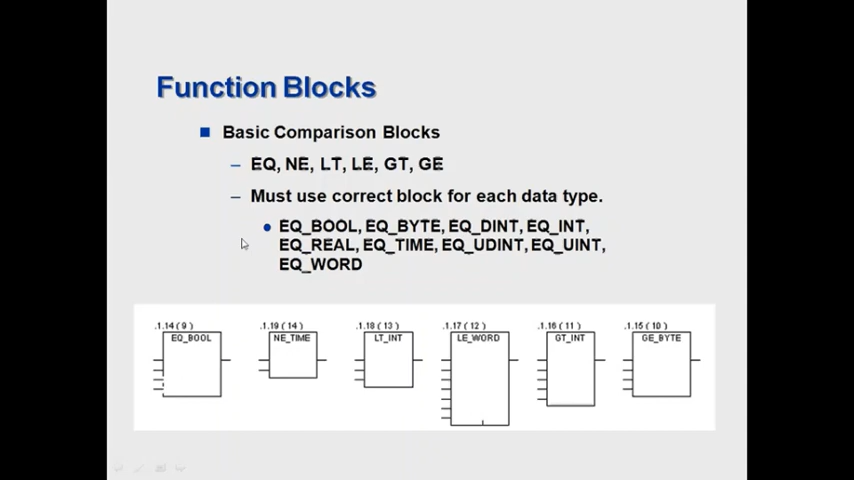 Function Blocks
Basic Comparison Blocks
– EQ, NE, LT, LE, GT, GE
– Must use correct block for each data type.
EQ_BOOL, EQ_BYTE, EQ_DINT, EQ_INT,
EQ_REAL, EQ_TIME, EQ_UDINT, EQ_UINT,
EQ_WORD
.1.14 ( 9 ) .1.19 ( 14 ) .1.18 ( 13 ) .1.17 ( 12 ) .1.16 ( 11 ) .1.15 ( 10 )
EQ_BOOL NE_TIME LT_INT LE_WORD GT_INT GE_BYTE